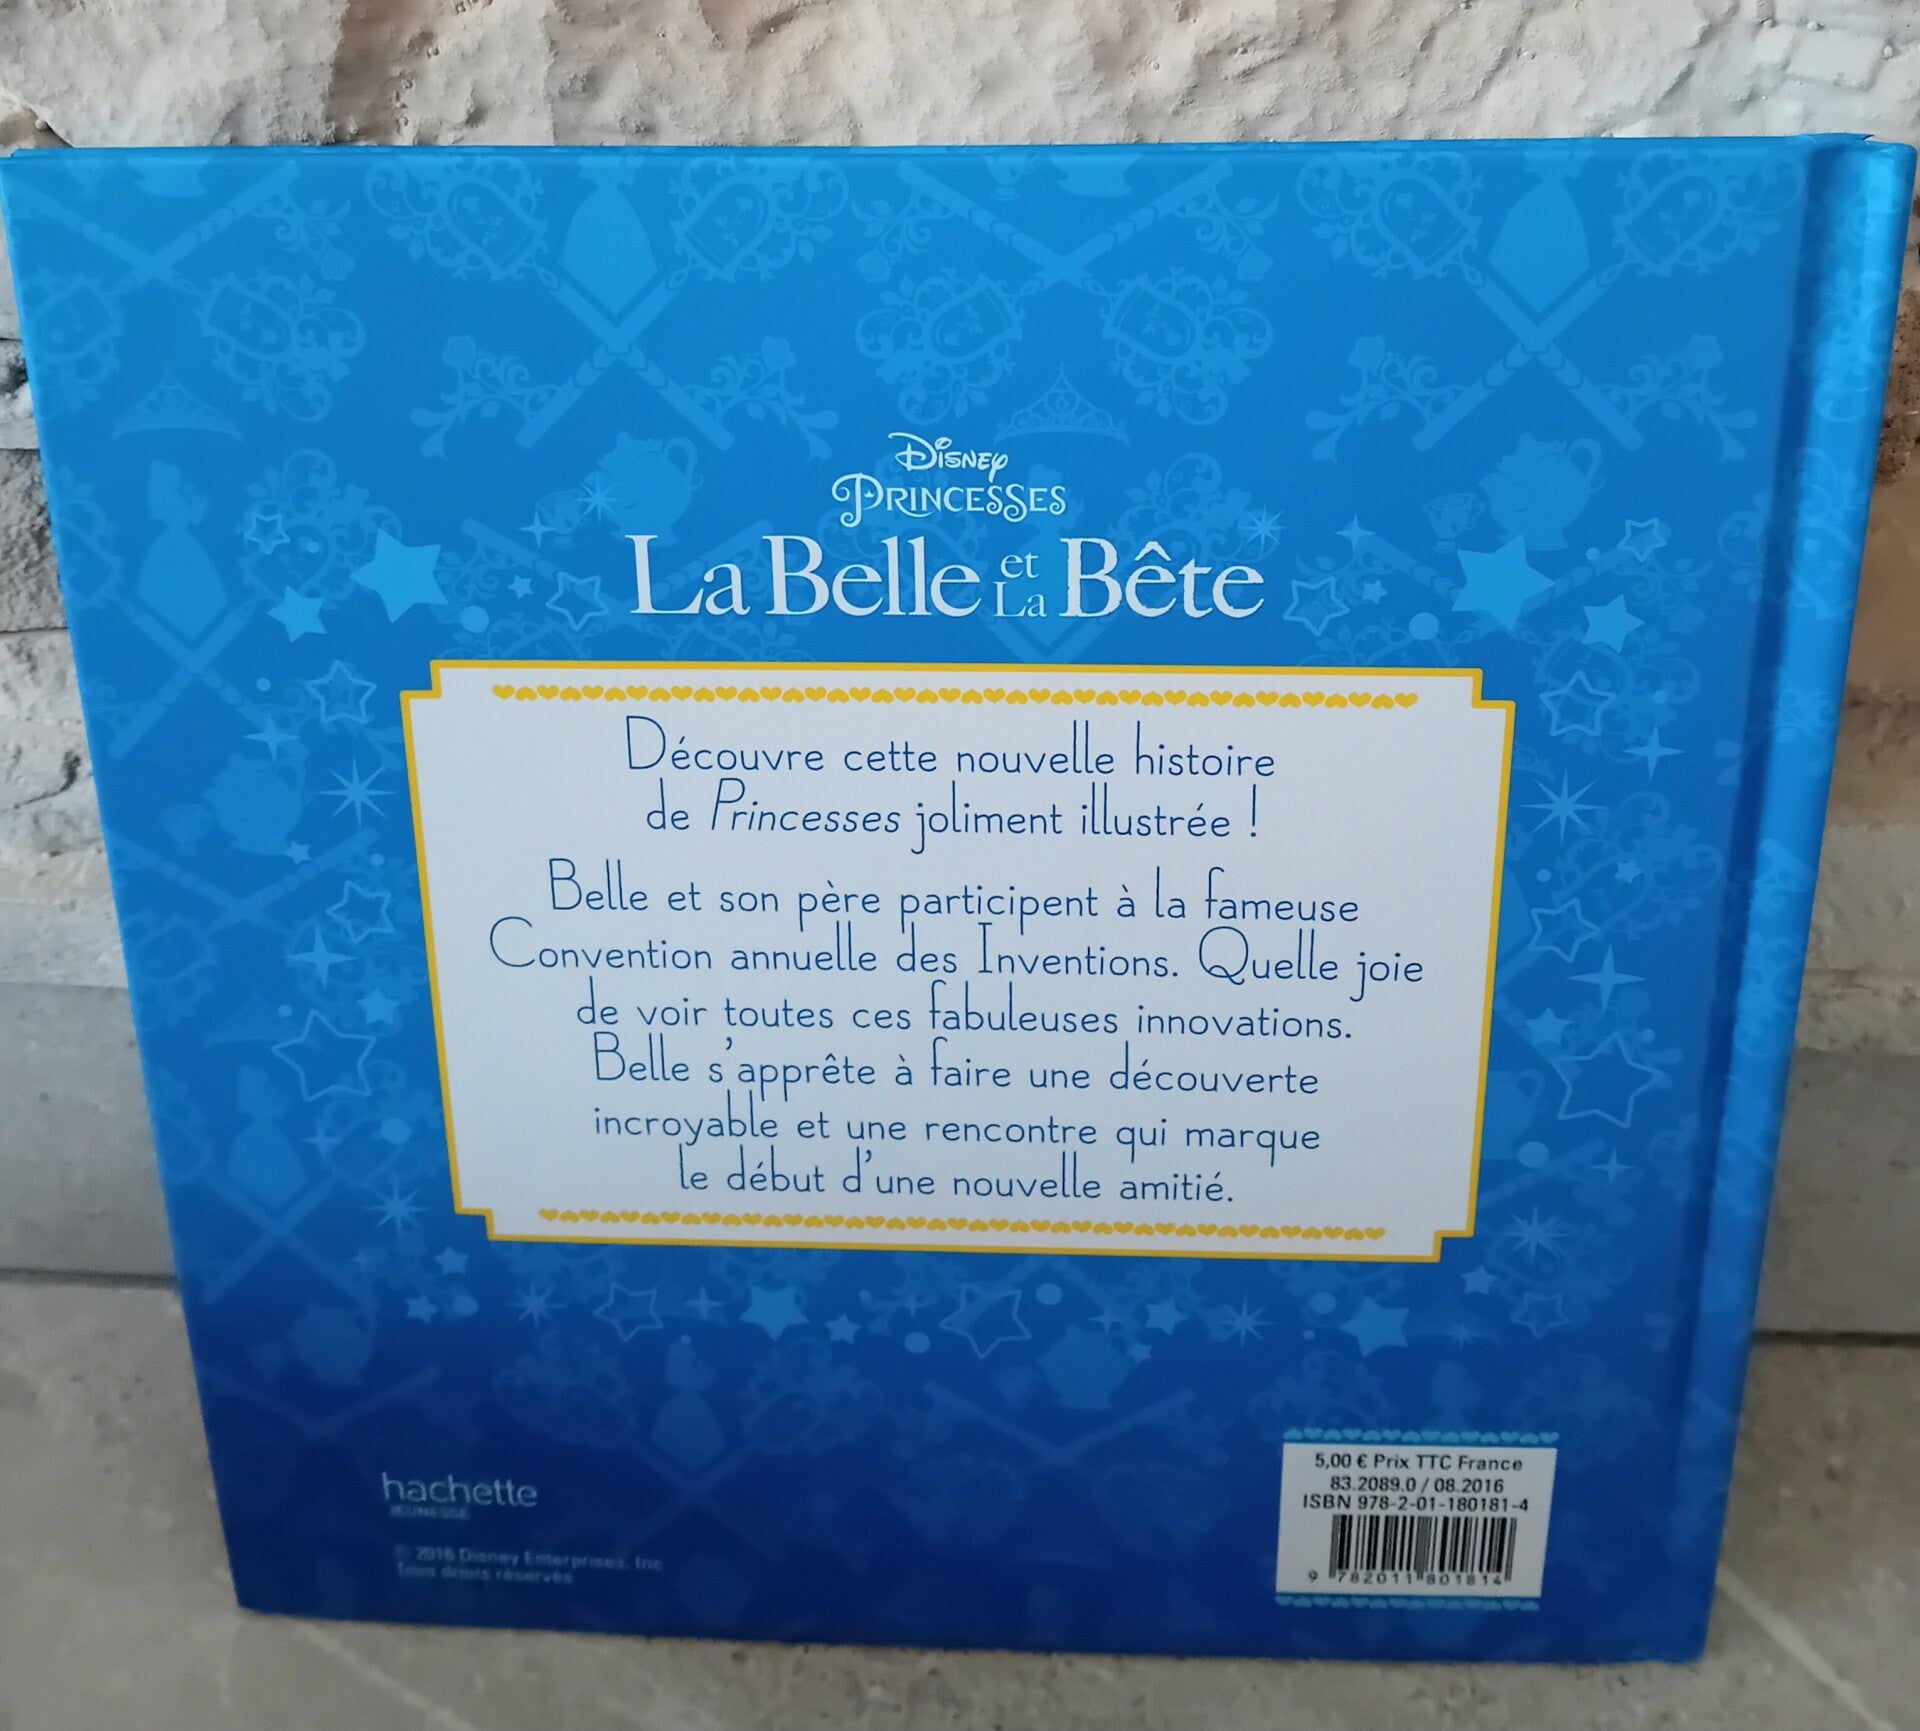 Disney
Princesses
La Belle et La Bête
Découvre cette nouvelle histoire
de Princesses joliment illustrée !
Belle et son père participent à la fameuse
Convention annuelle des Inventions. Quelle joie
de voir toutes ces fabuleuses innovations.
Belle s'apprête à faire une découverte
incroyable et une rencontre qui marque
le début d'une nouvelle amitié.
hachette
JEUNESSE
© 2016 Disney Enterprises, Inc.
Tous droits réservés
5,00 € Prix TTC France
83.2089.0 / 08.2016
ISBN 978-2-01-180181-4
9 782011 801814